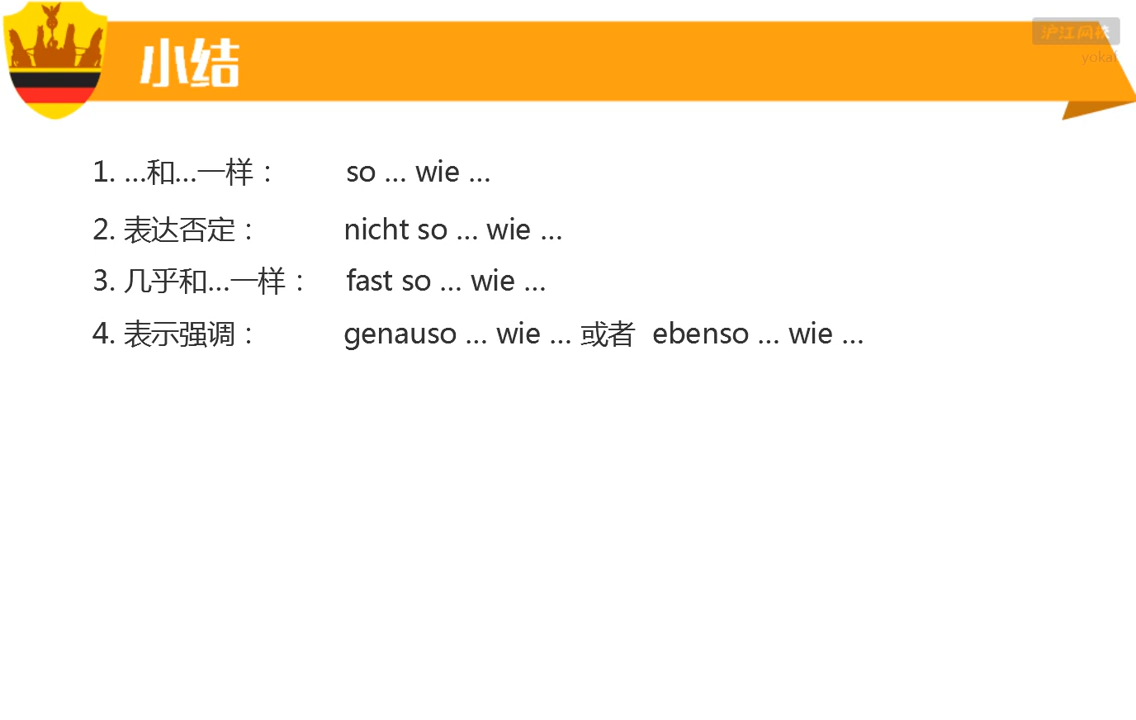 小结
沪江网校
yokai
1. ...和...一样： so ... wie ...
2. 表达否定： nicht so ... wie ...
3. 几乎和...一样： fast so ... wie ...
4. 表示强调： genauso ... wie ... 或者 ebenso ... wie ...